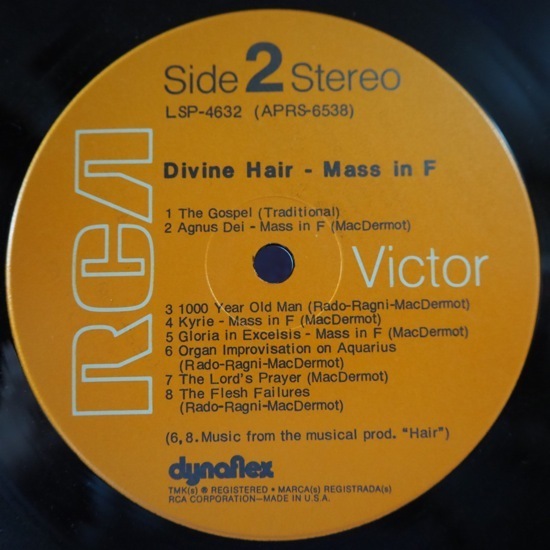 Side 2 Stereo
LSP-4632 (APRS-6538)
Divine Hair - Mass in F
1 The Gospel (Traditional)
2 Agnus Dei - Mass in F (MacDermot)
RCA
Victor
3 1000 Year Old Man (Rado-Ragni-MacDermot)
4 Kyrie - Mass in F (MacDermot)
5 Gloria in Excelsis - Mass in F (MacDermot)
6 Organ Improvisation on Aquarius
(Rado-Ragni-MacDermot)
7 The Lord's Prayer (MacDermot)
8 The Flesh Failures
(Rado-Ragni-MacDermot)
(6, 8. Music from the musical prod. "Hair")
dynaflex
TMK(s) ® REGISTERED • MARCA(s) REGISTRADA(s)
RCA CORPORATION—MADE IN U.S.A.